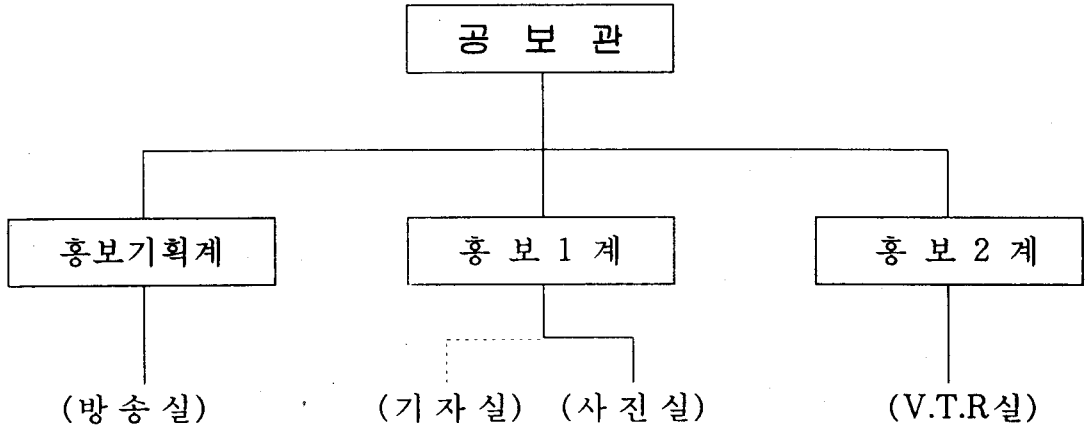 공 보 관
홍보기획계 홍 보 1 계 홍 보 2 계
(방 송 실) (기 자 실) (사 진 실) (V.T.R실)